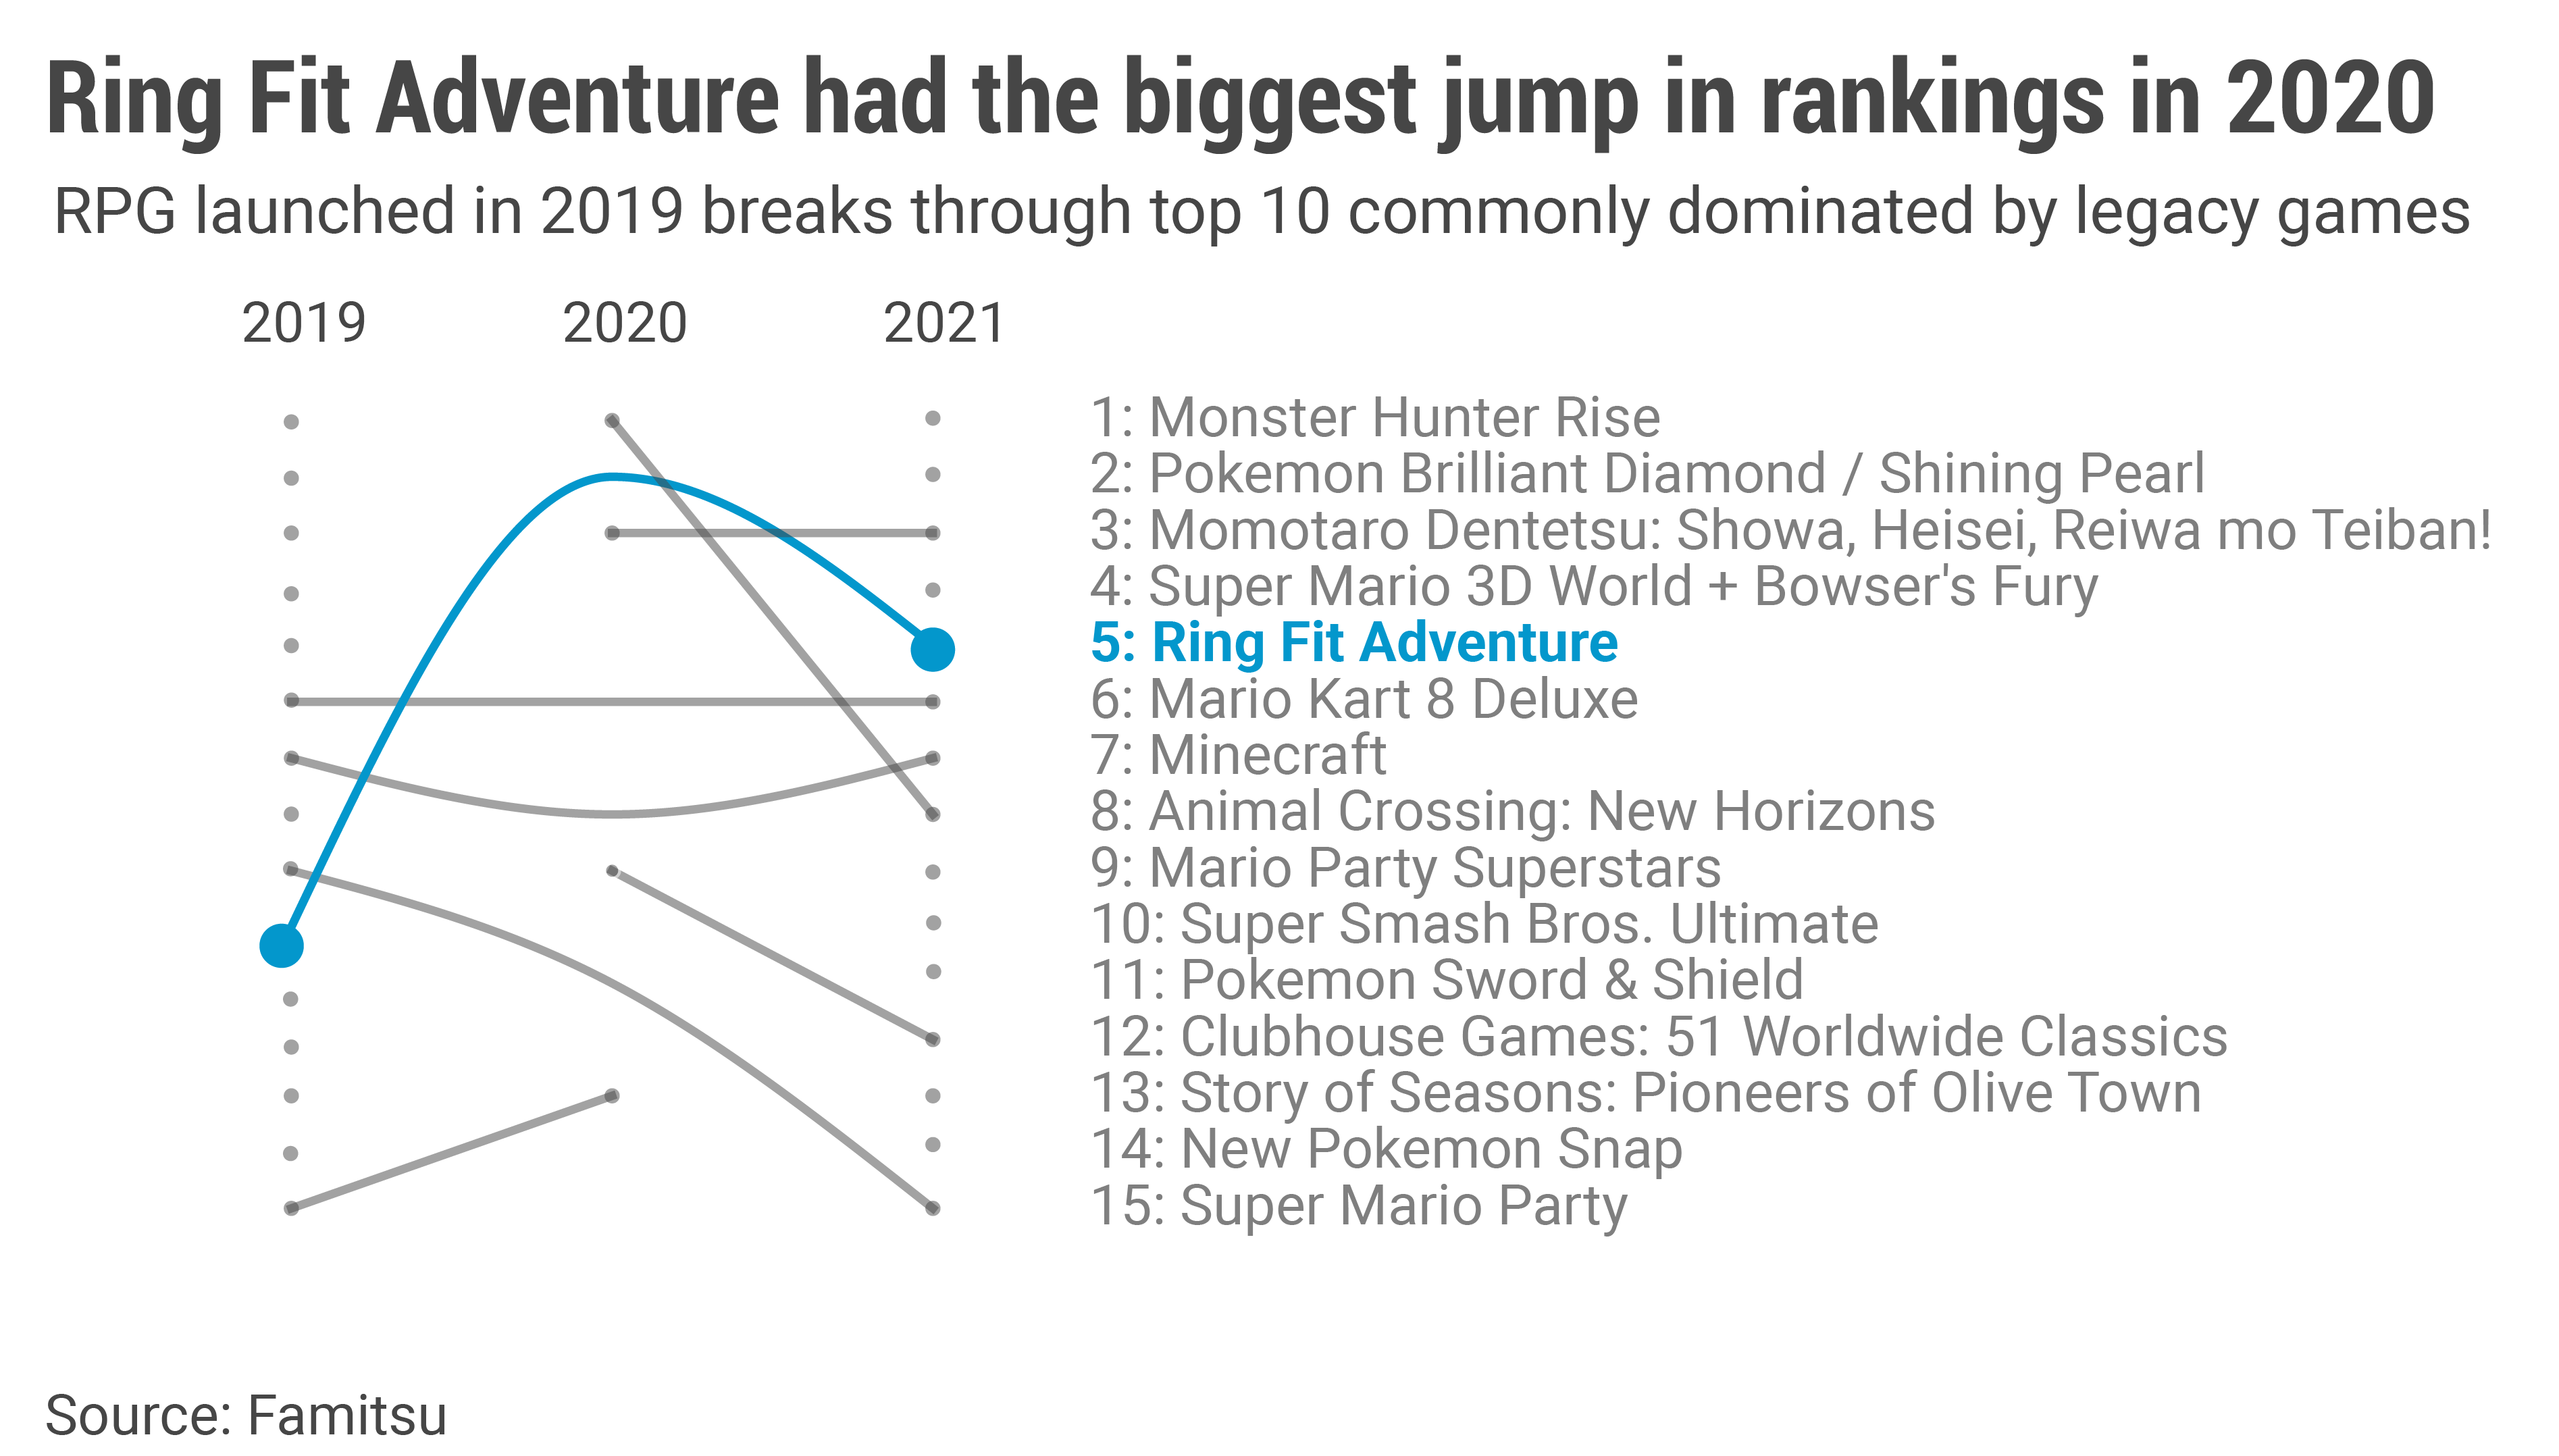 Ring Fit Adventure had the biggest jump in rankings in 2020
RPG launched in 2019 breaks through top 10 commonly dominated by legacy games
2019 2020 2021
1: Monster Hunter Rise
2: Pokemon Brilliant Diamond / Shining Pearl
3: Momotaro Dentetsu: Showa, Heisei, Reiwa mo Teiban!
4: Super Mario 3D World + Bowser's Fury
5: Ring Fit Adventure
6: Mario Kart 8 Deluxe
7: Minecraft
8: Animal Crossing: New Horizons
9: Mario Party Superstars
10: Super Smash Bros. Ultimate
11: Pokemon Sword & Shield
12: Clubhouse Games: 51 Worldwide Classics
13: Story of Seasons: Pioneers of Olive Town
14: New Pokemon Snap
15: Super Mario Party
Source: Famitsu